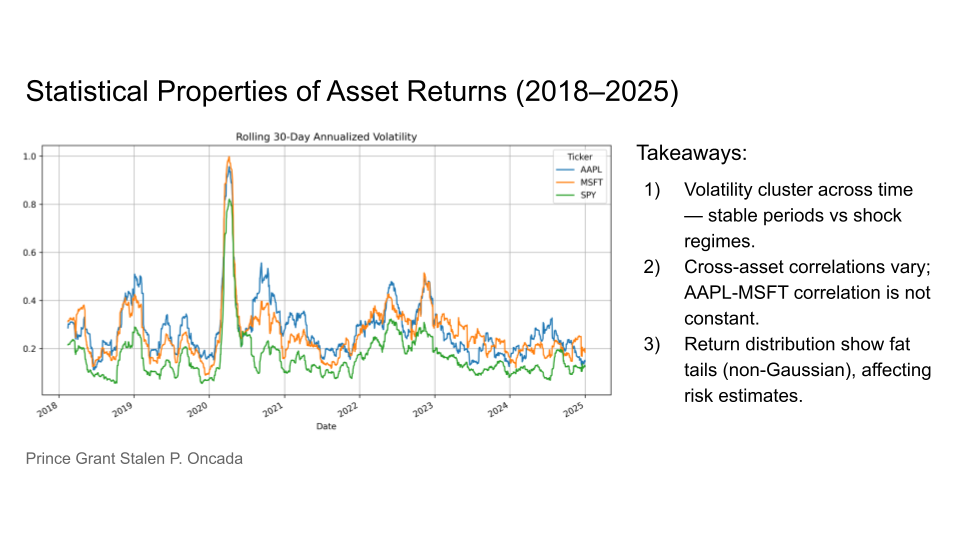 Statistical Properties of Asset Returns (2018–2025)
Rolling 30-Day Annualized Volatility
1.0
0.8
0.6
0.4
0.2
Ticker
AAPL
MSFT
SPY
2018
2019
2020
2021
2022
2023
2024
2025
Date
Takeaways:
1) Volatility cluster across time
— stable periods vs shock
regimes.
2) Cross-asset correlations vary;
AAPL-MSFT correlation is not
constant.
3) Return distribution show fat
tails (non-Gaussian), affecting
risk estimates.
Prince Grant Stalen P. Oncada